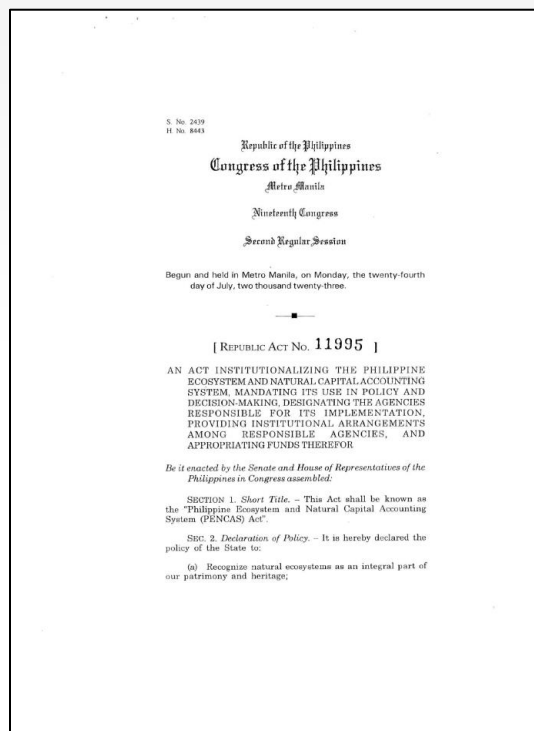 S. No. 2439
H. No. 8443
Republic of the Philippines
Congress of the Philippines
Metro Manila
Nineteenth Congress
Second Regular Session
Begun and held in Metro Manila, on Monday, the twenty-fourth
day of July, two thousand twenty-three.
[ REPUBLIC ACT NO. 11995 ]
AN ACT INSTITUTIONALIZING THE PHILIPPINE
ECOSYSTEM AND NATURAL CAPITAL ACCOUNTING
SYSTEM, MANDATING ITS USE IN POLICY AND
DECISION-MAKING, DESIGNATING THE AGENCIES
RESPONSIBLE FOR ITS IMPLEMENTATION,
PROVIDING INSTITUTIONAL ARRANGEMENTS
AMONG RESPONSIBLE AGENCIES, AND
APPROPRIATING FUNDS THEREFOR
Be it enacted by the Senate and House of Representatives of the
Philippines in Congress assembled:
SECTION 1. Short Title. – This Act shall be known as
the "Philippine Ecosystem and Natural Capital Accounting
System (PENCAS) Act".
SEC. 2. Declaration of Policy. – It is hereby declared the
policy of the State to:
(a) Recognize natural ecosystems as an integral part of
our patrimony and heritage;